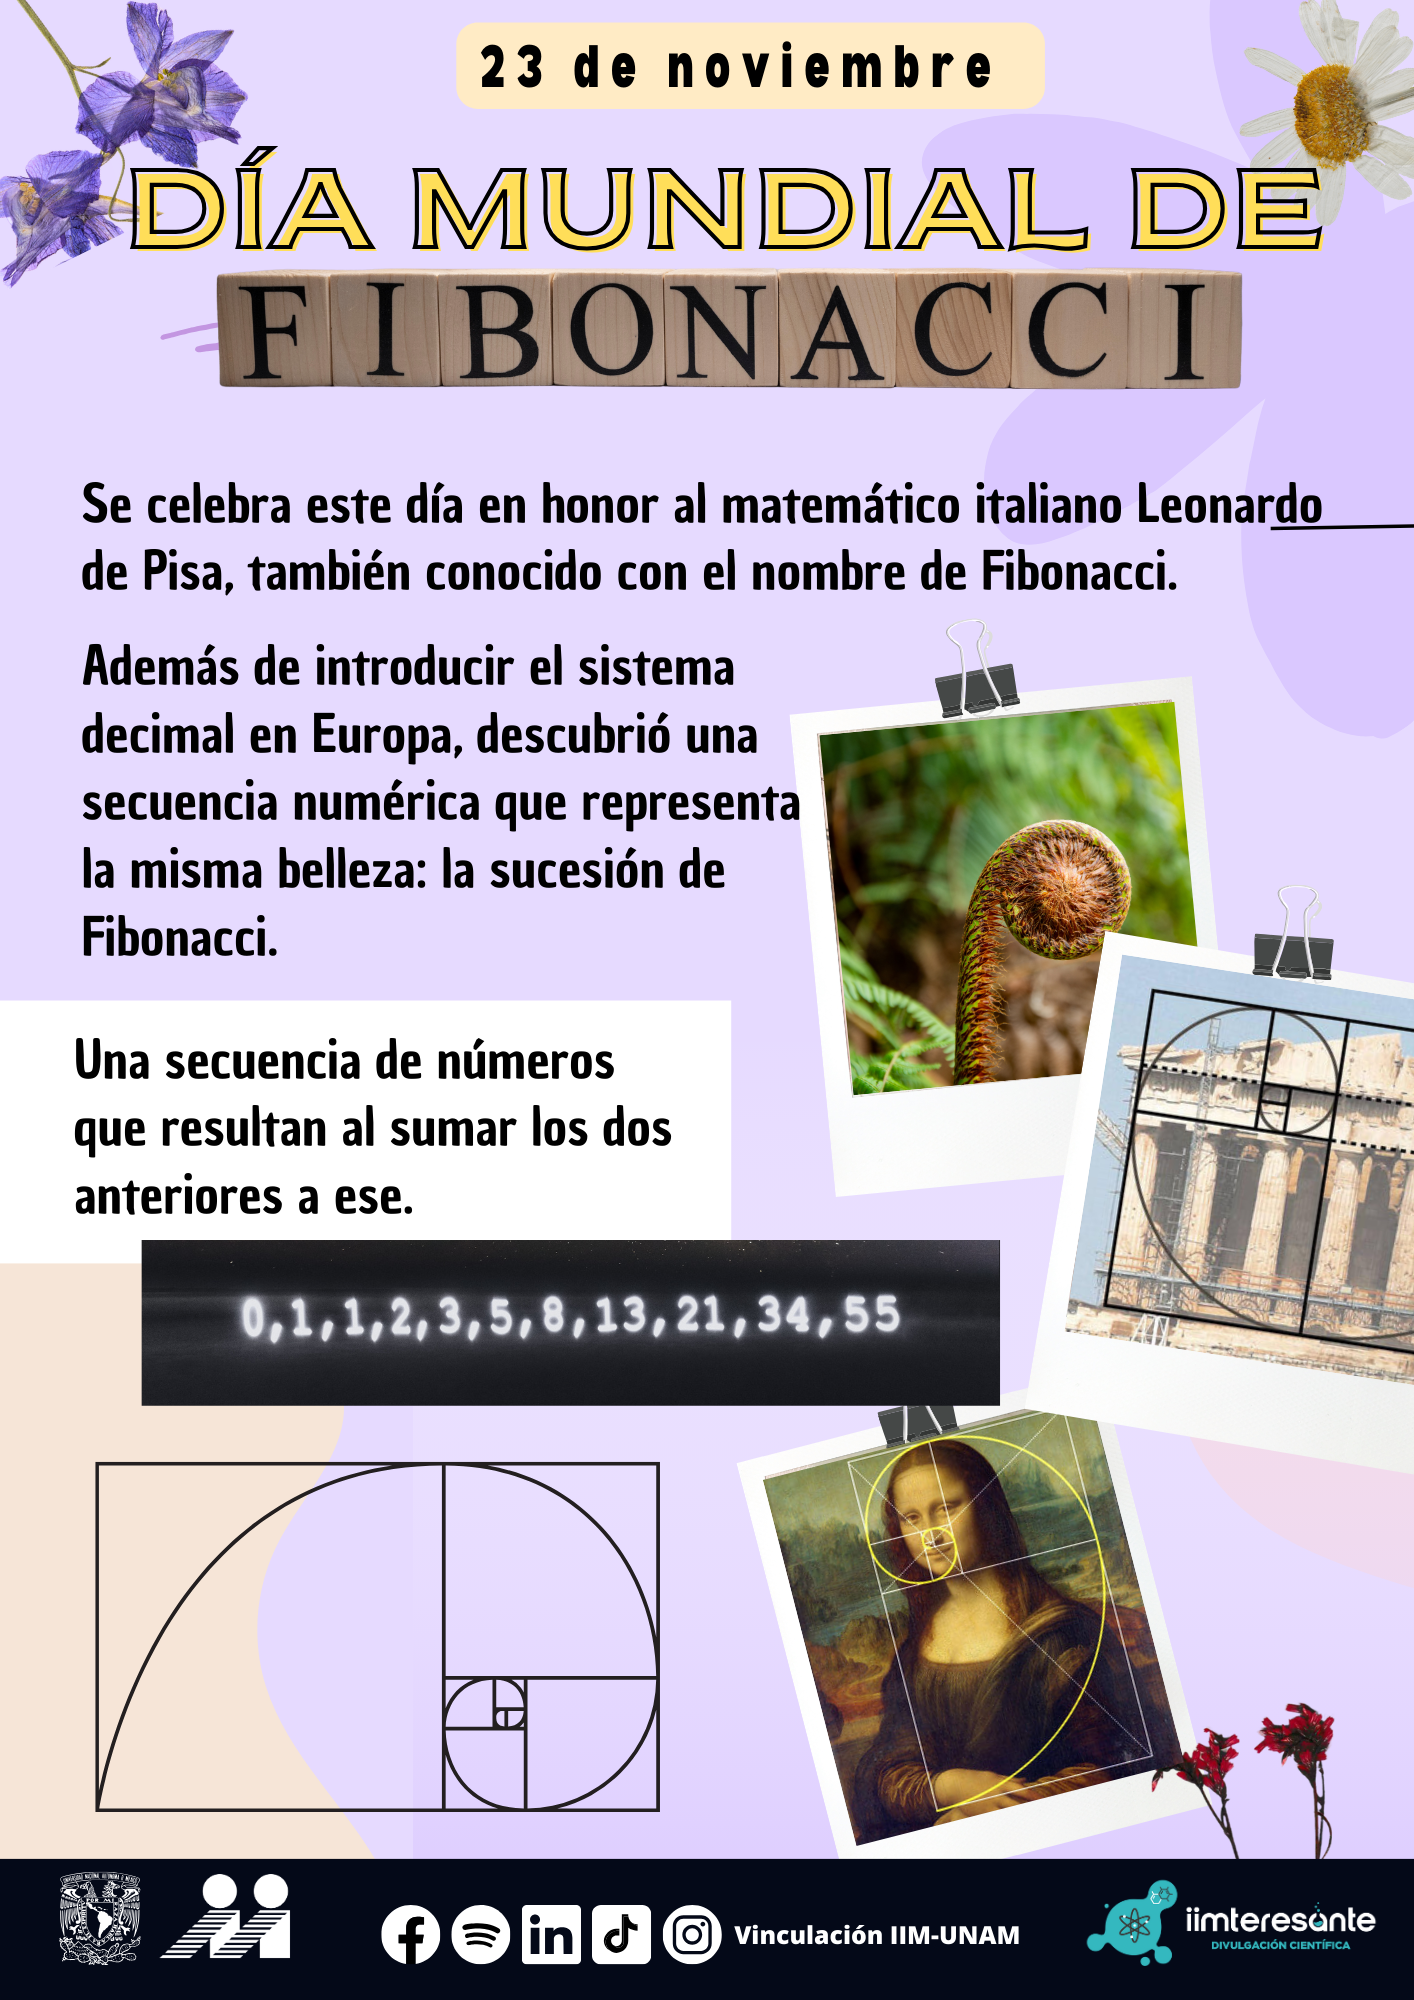 23 de noviembre
DÍA MUNDIAL DE
FIBONACCI
Se celebra este día en honor al matemático italiano Leonardo
de Pisa, también conocido con el nombre de Fibonacci.
Además de introducir el sistema
decimal en Europa, descubrió una
secuencia numérica que representa
la misma belleza: la sucesión de
Fibonacci.
Una secuencia de números
que resultan al sumar los dos
anteriores a ese.
0,1,1,2,3,5,8,13,21,34,55
in
Vinculación IIM-UNAM
iimteresante
DIVULGACIÓN CIENTÍFICA